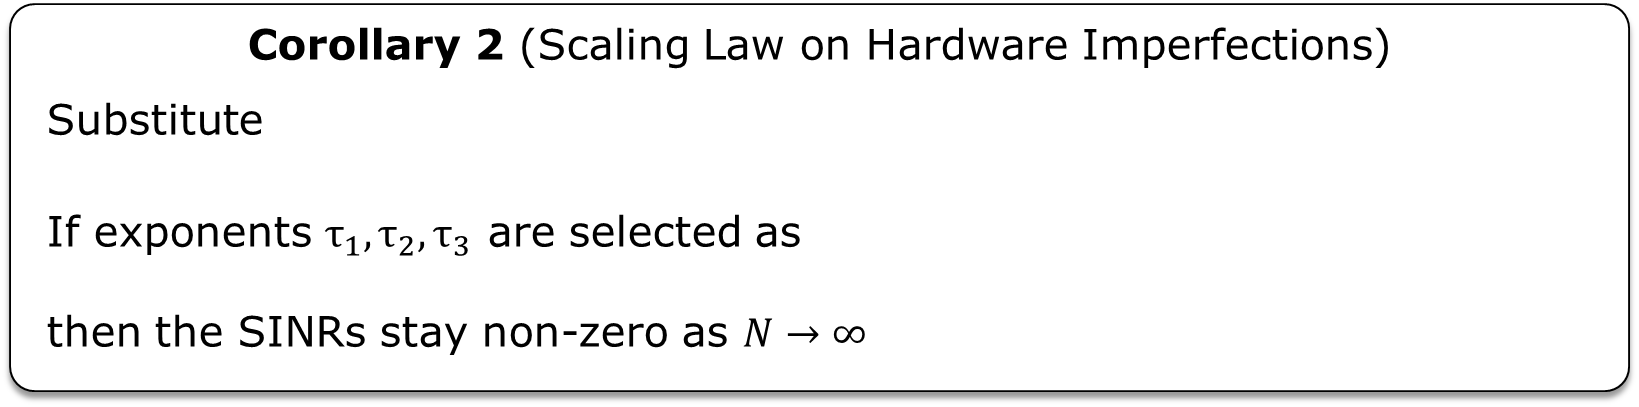 Corollary 2 (Scaling Law on Hardware Imperfections)
Substitute
If exponents τ₁,τ₂,τ₃ are selected as
then the SINRs stay non-zero as N → ∞